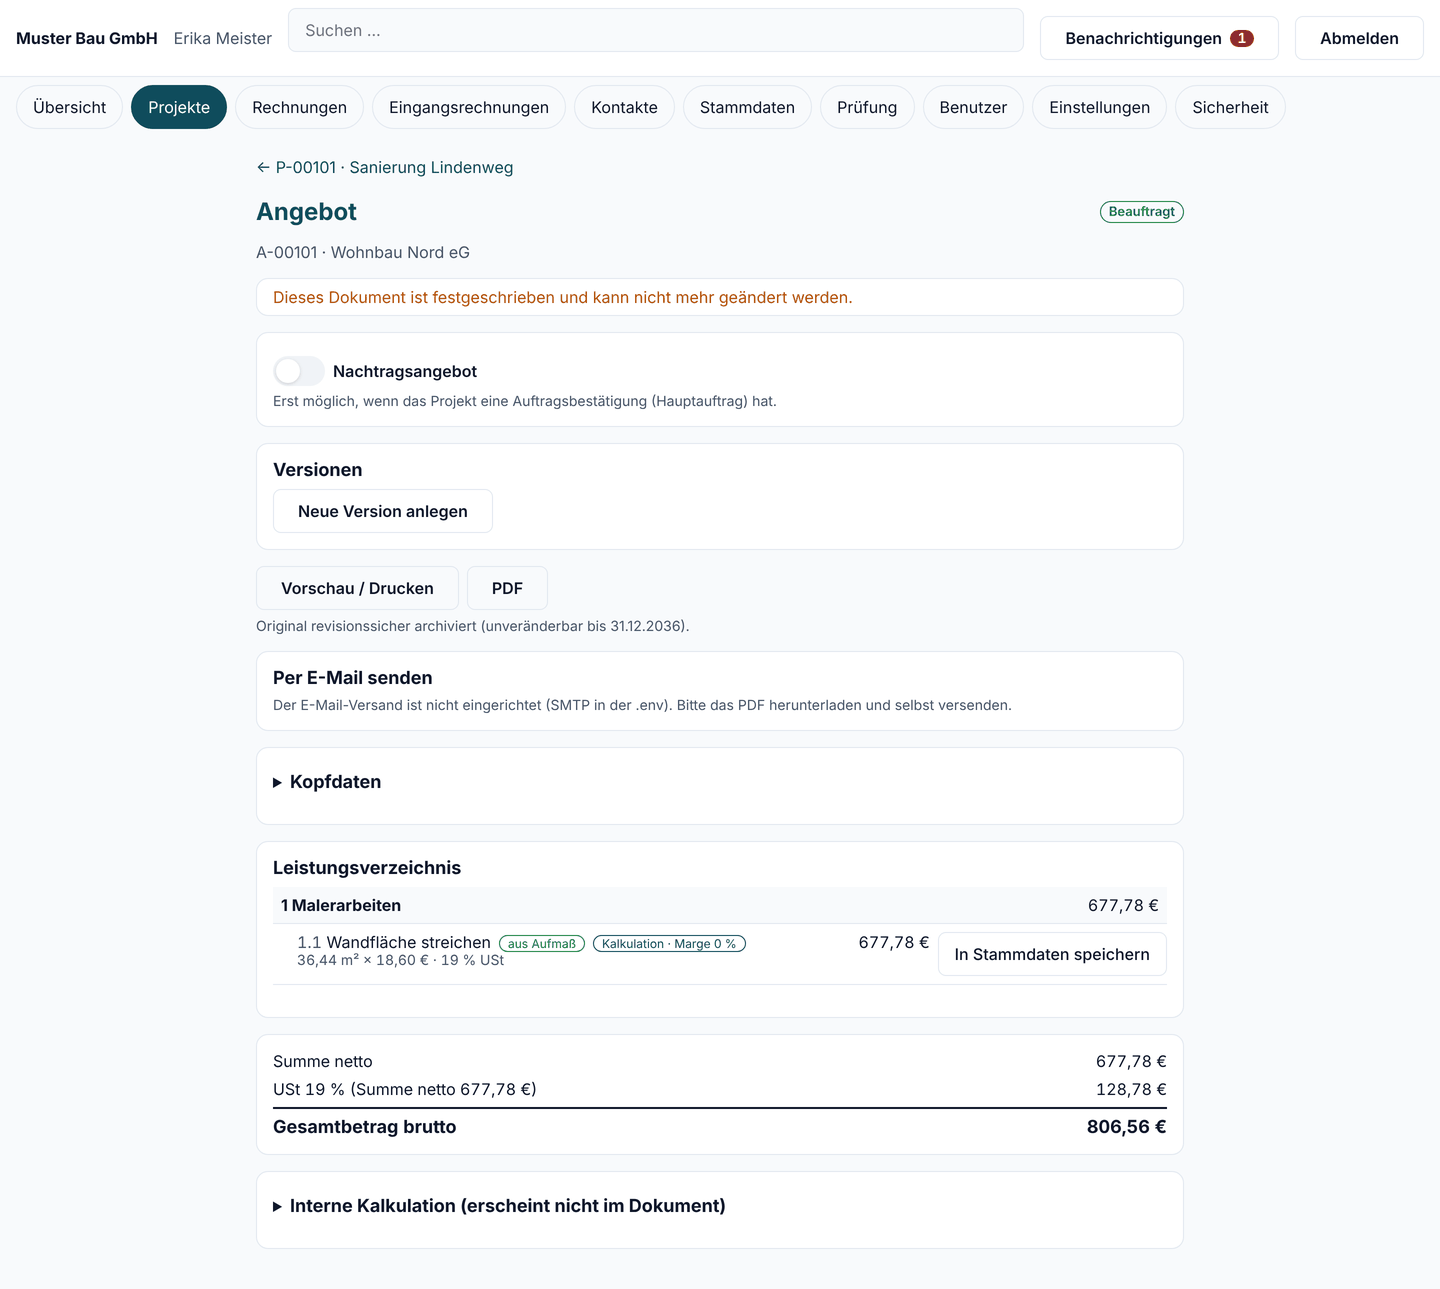 Muster Bau GmbH Erika Meister Suchen ... Benachrichtigungen 1 Abmelden
Übersicht Projekte Rechnungen Eingangsrechnungen Kontakte Stammdaten Prüfung Benutzer Einstellungen Sicherheit
← P-00101 · Sanierung Lindenweg
Angebot Beauftragt
A-00101 · Wohnbau Nord eG
Dieses Dokument ist festgeschrieben und kann nicht mehr geändert werden.
Nachtragsangebot
Erst möglich, wenn das Projekt eine Auftragsbestätigung (Hauptauftrag) hat.
Versionen
Neue Version anlegen
Vorschau / Drucken PDF
Original revisionssicher archiviert (unveränderbar bis 31.12.2036).
Per E-Mail senden
Der E-Mail-Versand ist nicht eingerichtet (SMTP in der .env). Bitte das PDF herunterladen und selbst versenden.
▶ Kopfdaten
Leistungsverzeichnis
1 Malerarbeiten 677,78 €
1.1 Wandfläche streichen aus Aufmaß Kalkulation · Marge 0 % 677,78 € In Stammdaten speichern
36,44 m² × 18,60 € · 19 % USt
Summe netto 677,78 €
USt 19 % (Summe netto 677,78 €) 128,78 €
Gesamtbetrag brutto 806,56 €
▶ Interne Kalkulation (erscheint nicht im Dokument)